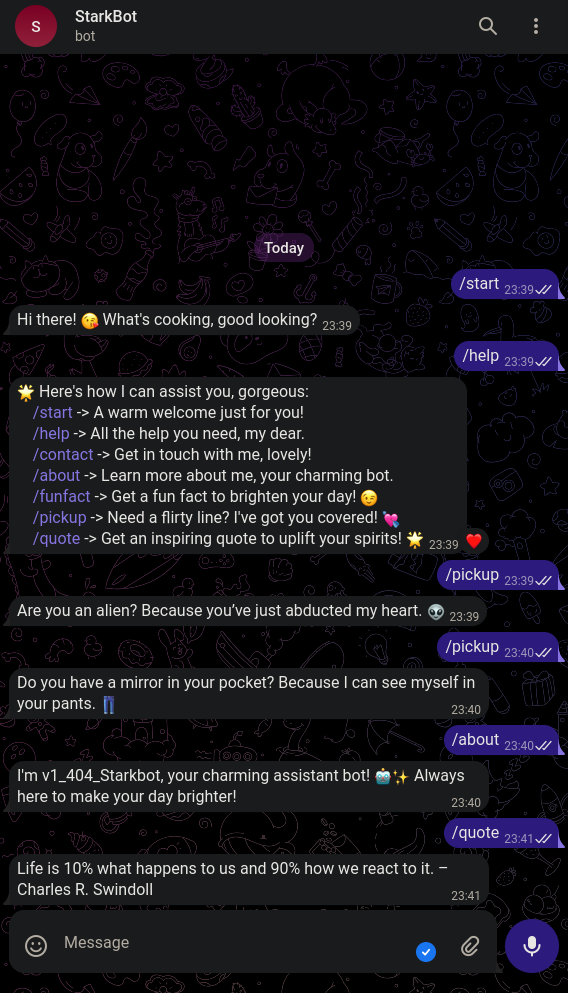 S
StarkBot
bot
Today
/start 23:39
Hi there! 😘 What's cooking, good looking? 23:39
/help 23:39
🌟 Here's how I can assist you, gorgeous:
/start -> A warm welcome just for you!
/help -> All the help you need, my dear.
/contact -> Get in touch with me, lovely!
/about -> Learn more about me, your charming bot.
/funfact -> Get a fun fact to brighten your day! 😉
/pickup -> Need a flirty line? I've got you covered! 💘
/quote -> Get an inspiring quote to uplift your spirits! 🌟 23:39 ❤️
/pickup 23:39
Are you an alien? Because you’ve just abducted my heart. 👽 23:39
/pickup 23:40
Do you have a mirror in your pocket? Because I can see myself in
your pants. 👖 23:40
/about 23:40
I'm v1_404_Starkbot, your charming assistant bot! 🤖✨ Always
here to make your day brighter! 23:40
/quote 23:41
Life is 10% what happens to us and 90% how we react to it. –
Charles R. Swindoll 23:41
Message